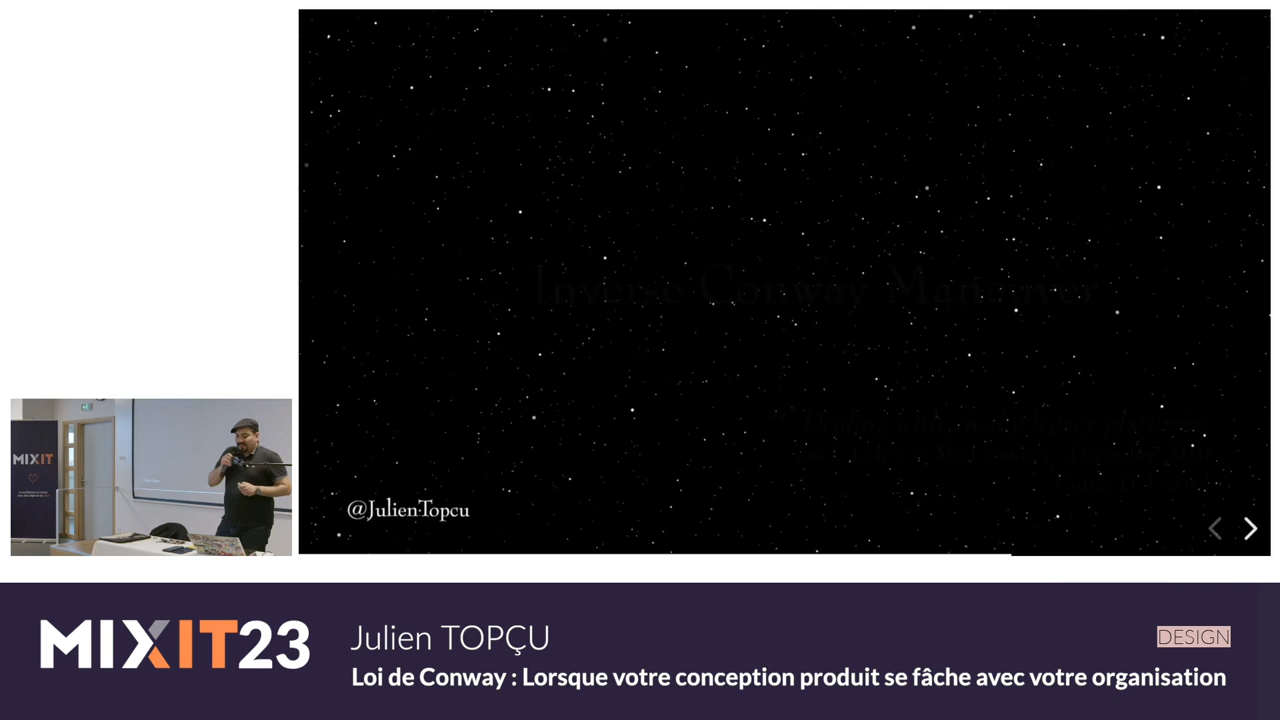 Inverse Conway Maneuver
@JulienTopcu
MIXIT
MIXIT23
Julien TOPÇU
DESIGN
Loi de Conway : Lorsque votre conception produit se fâche avec votre organisation